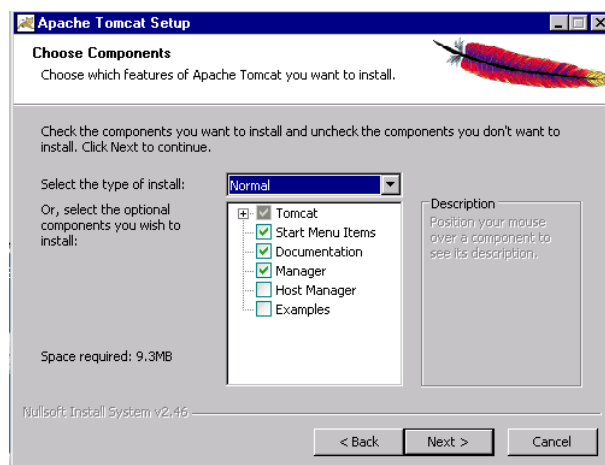 Apache Tomcat Setup
Choose Components
Choose which features of Apache Tomcat you want to install.
Check the components you want to install and uncheck the components you don't want to
install. Click Next to continue.
Select the type of install:
Normal
Or, select the optional
components you wish to
install:
Tomcat
Start Menu Items
Documentation
Manager
Host Manager
Examples
Description
Position your mouse
over a component to
see its description.
Space required: 9.3MB
Nullsoft Install System v2.46
< Back
Next >
Cancel